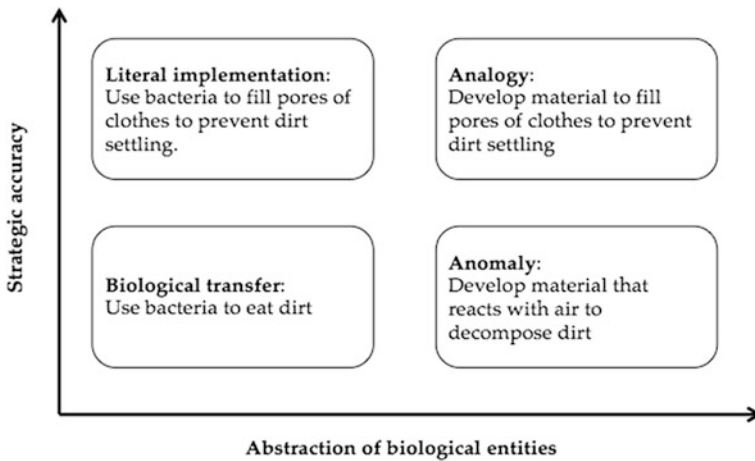 Strategic accuracy
Literal implementation:
Use bacteria to fill pores of
clothes to prevent dirt
settling.
Analogy:
Develop material to fill
pores of clothes to prevent
dirt settling
Biological transfer:
Use bacteria to eat dirt
Anomaly:
Develop material that
reacts with air to
decompose dirt
Abstraction of biological entities